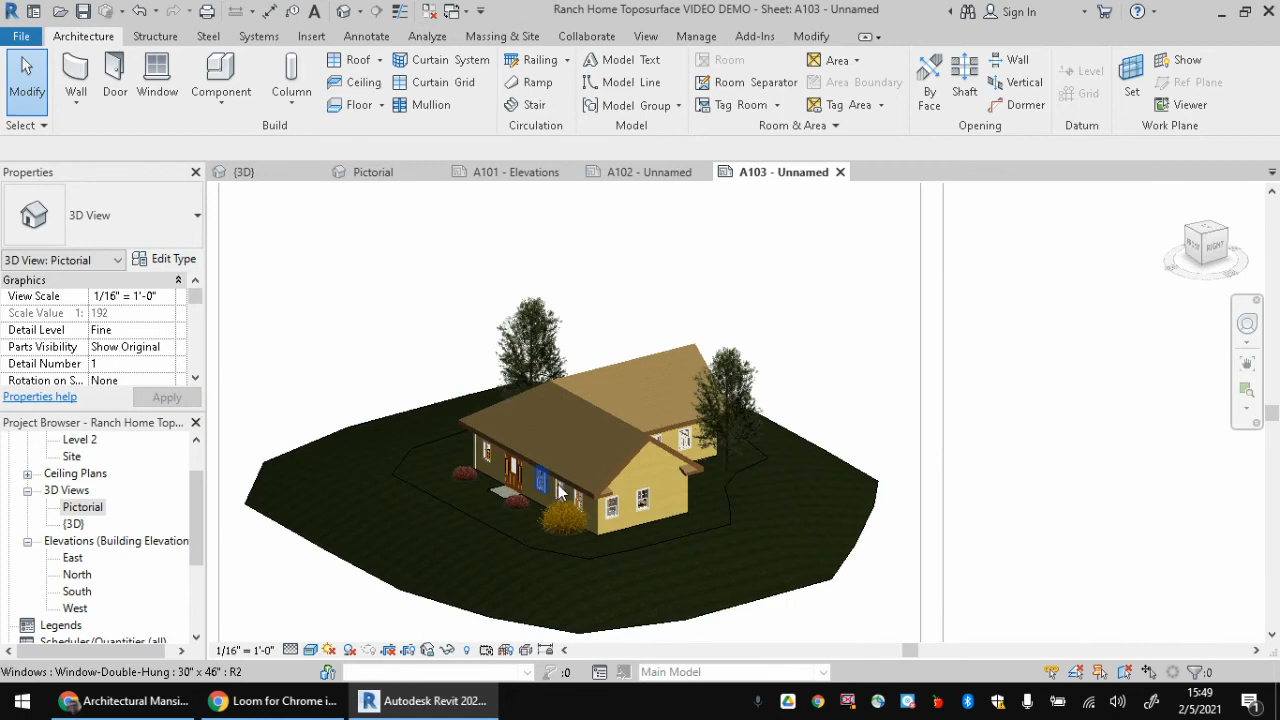 Ranch Home Toposurface VIDEO DEMO - Sheet: A103 - Unnamed
Sign In
File Architecture Structure Steel Systems Insert Annotate Analyze Massing & Site Collaborate View Manage Add-Ins Modify
Modify
Wall
Door
Window
Component
Column
Roof
Ceiling
Floor
Curtain System
Curtain Grid
Mullion
Railing
Ramp
Stair
Model Text
Model Line
Model Group
Room
Room Separator
Tag Room
Area
Area Boundary
Tag Area
By Face
Shaft
Wall
Vertical
Dormer
Level
Grid
Set
Show
Ref Plane
Viewer
Select Build Circulation Model Room & Area Opening Datum Work Plane
Properties
{3D} Pictorial A101 - Elevations A102 - Unnamed A103 - Unnamed
3D View
3D View: Pictorial Edit Type
Graphics
View Scale 1/16" = 1'-0"
Scale Value 1: 192
Detail Level Fine
Parts Visibility Show Original
Detail Number 1
Rotation on S... None
Properties help Apply
Project Browser - Ranch Home Top...
Level 2
Site
Ceiling Plans
3D Views
Pictorial
{3D}
Elevations (Building Elevation
East
North
South
West
Legends
Schedules/Quantities (all)
RIGHT
1/16" = 1'-0"
Windows : Window-Double-Hung : 30" x 46" : R2
:0
Main Model
:0
Architectural Mansi...
Loom for Chrome i...
Autodesk Revit 202...
15:49
2/5/2021
1